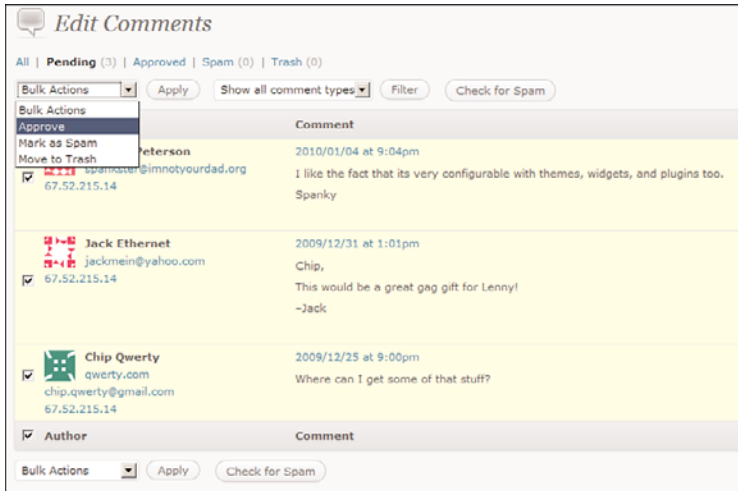 Edit Comments
All | Pending (3) | Approved | Spam (0) | Trash (0)
Bulk Actions Apply Show all comment types Filter Check for Spam
Bulk Actions
Approve
Mark as Spam
Move to Trash
Comment
Peterson
spankster@imnotyourdad.org
67.52.215.14
2010/01/04 at 9:04pm
I like the fact that its very configurable with themes, widgets, and plugins too.
Spanky
Jack Ethernet
jackmein@yahoo.com
67.52.215.14
2009/12/31 at 1:01pm
Chip,
This would be a great gag gift for Lenny!
–Jack
Chip Qwerty
qwerty.com
chip.qwerty@gmail.com
67.52.215.14
2009/12/25 at 9:00pm
Where can I get some of that stuff?
Author Comment
Bulk Actions Apply Check for Spam